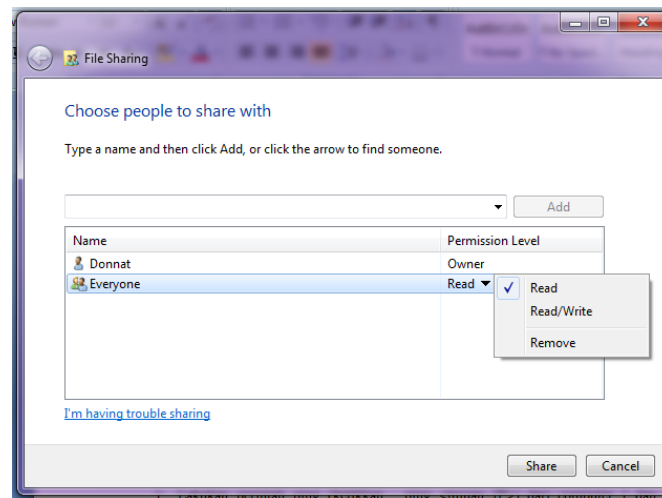 File Sharing
Choose people to share with
Type a name and then click Add, or click the arrow to find someone.
Add
Name Permission Level
Donnat Owner
Everyone Read
Read
Read/Write
Remove
I'm having trouble sharing
Share Cancel